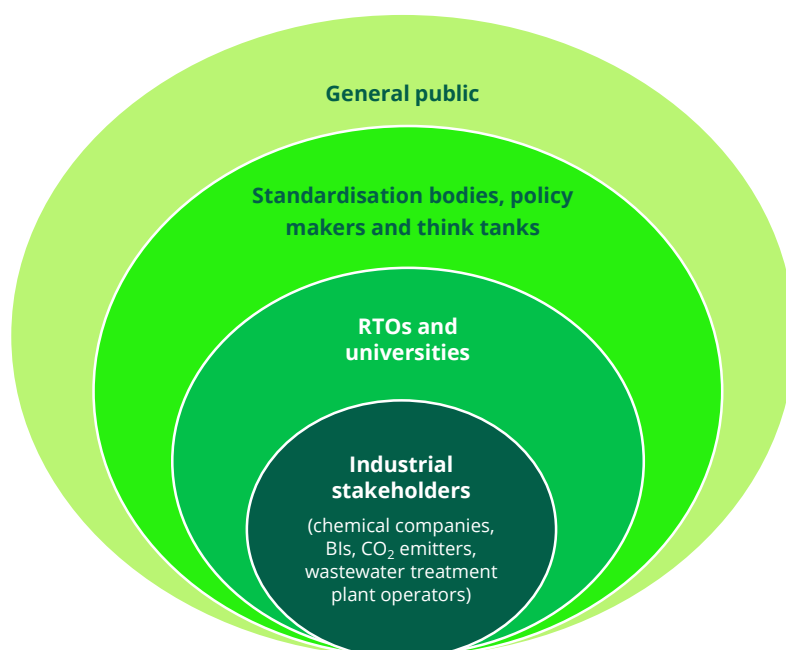 General public
Standardisation bodies, policy
makers and think tanks
RTOs and
universities
Industrial
stakeholders
(chemical companies,
BIs, CO₂ emitters,
wastewater treatment
plant operators)